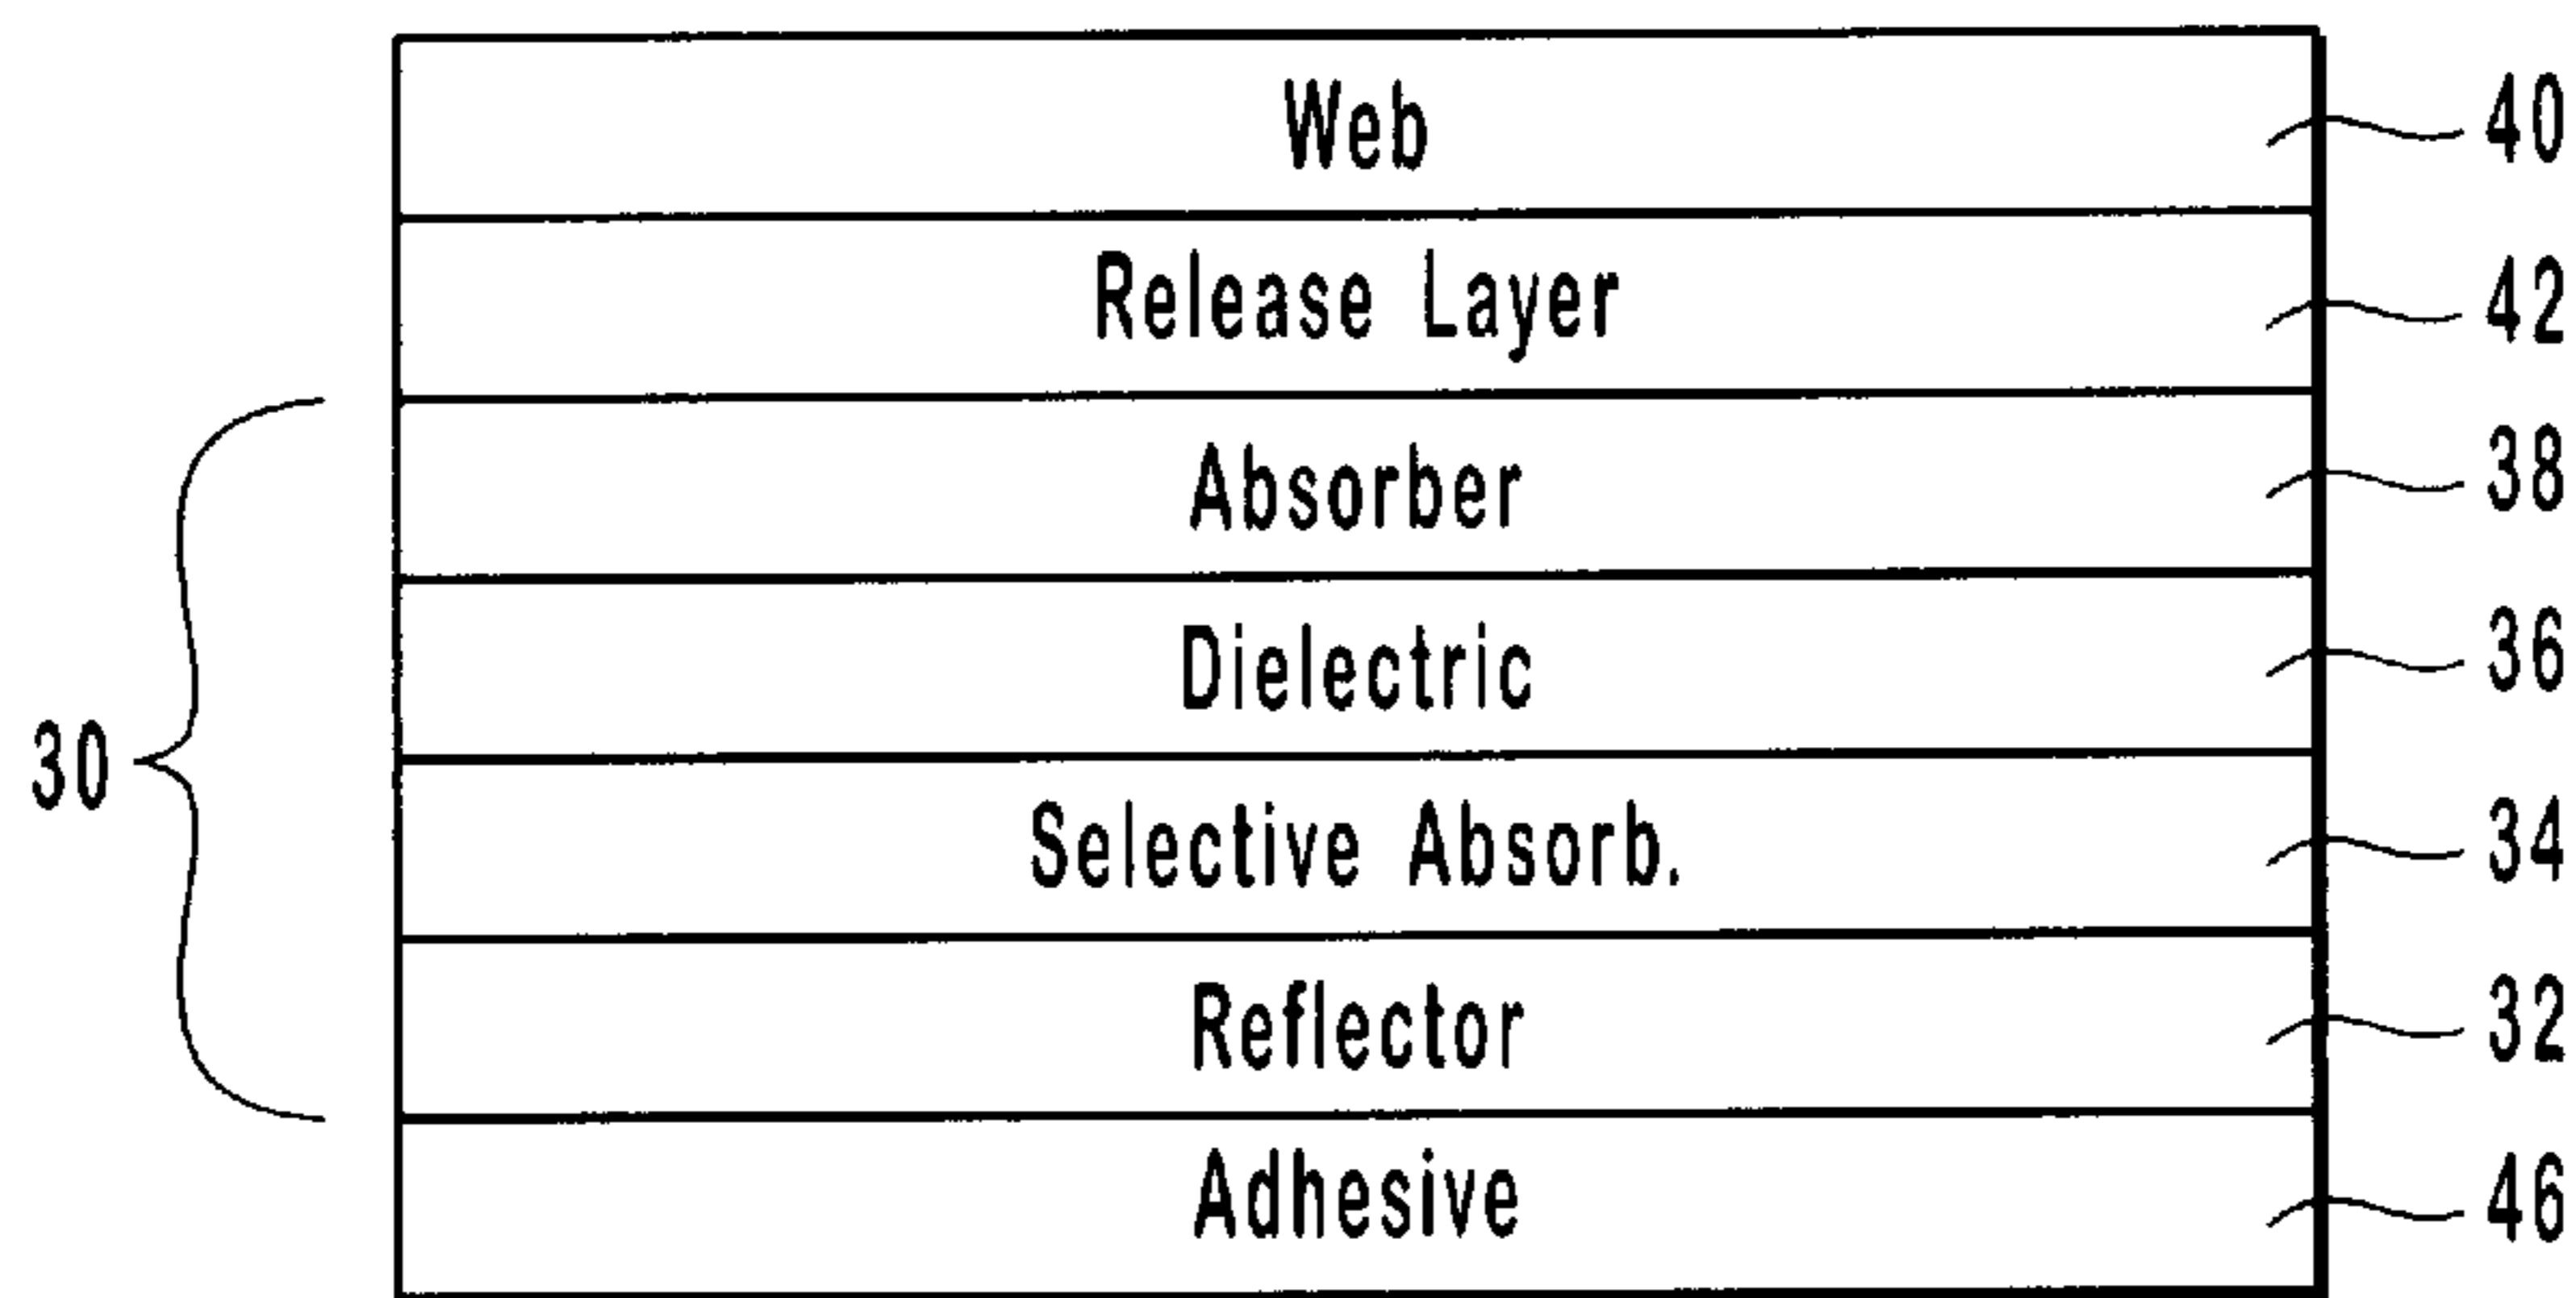 Web 40
Release Layer 42
Absorber 38
Dielectric 36
30
Selective Absorb. 34
Reflector 32
Adhesive 46